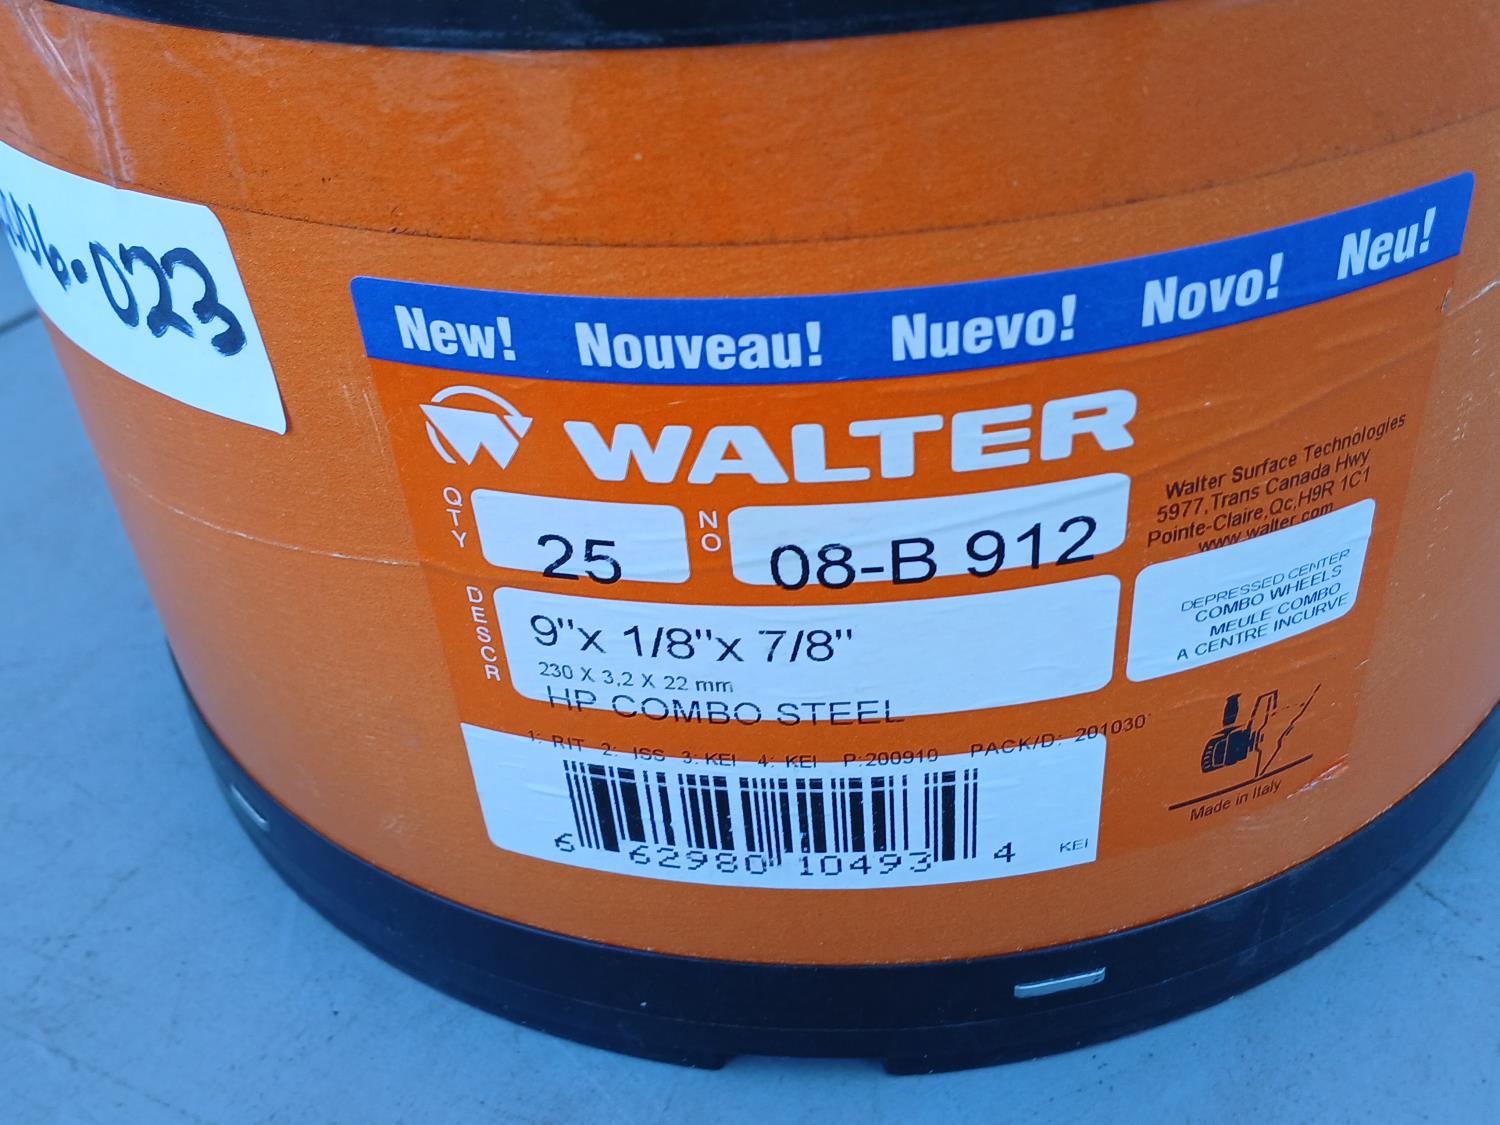 023
New! Nouveau! Nuevo! Novo! Neu!
WALTER
QTY 25 NO 08-B 912
DESCR 9"x 1/8"x 7/8"
230 X 3,2 X 22 mm
HP COMBO STEEL
1: RIT 2: ISS 3: KEI 4: KEI P:200910 PACK/D: 201030
6 62980 10493 4 KEI
Walter Surface Technologies
5977,Trans Canada Hwy
Pointe-Claire,Qc,H9R 1C1
www.walter.com
DEPRESSED CENTER
COMBO WHEELS
MEULE COMBO
A CENTRE INCURVE
Made in Italy